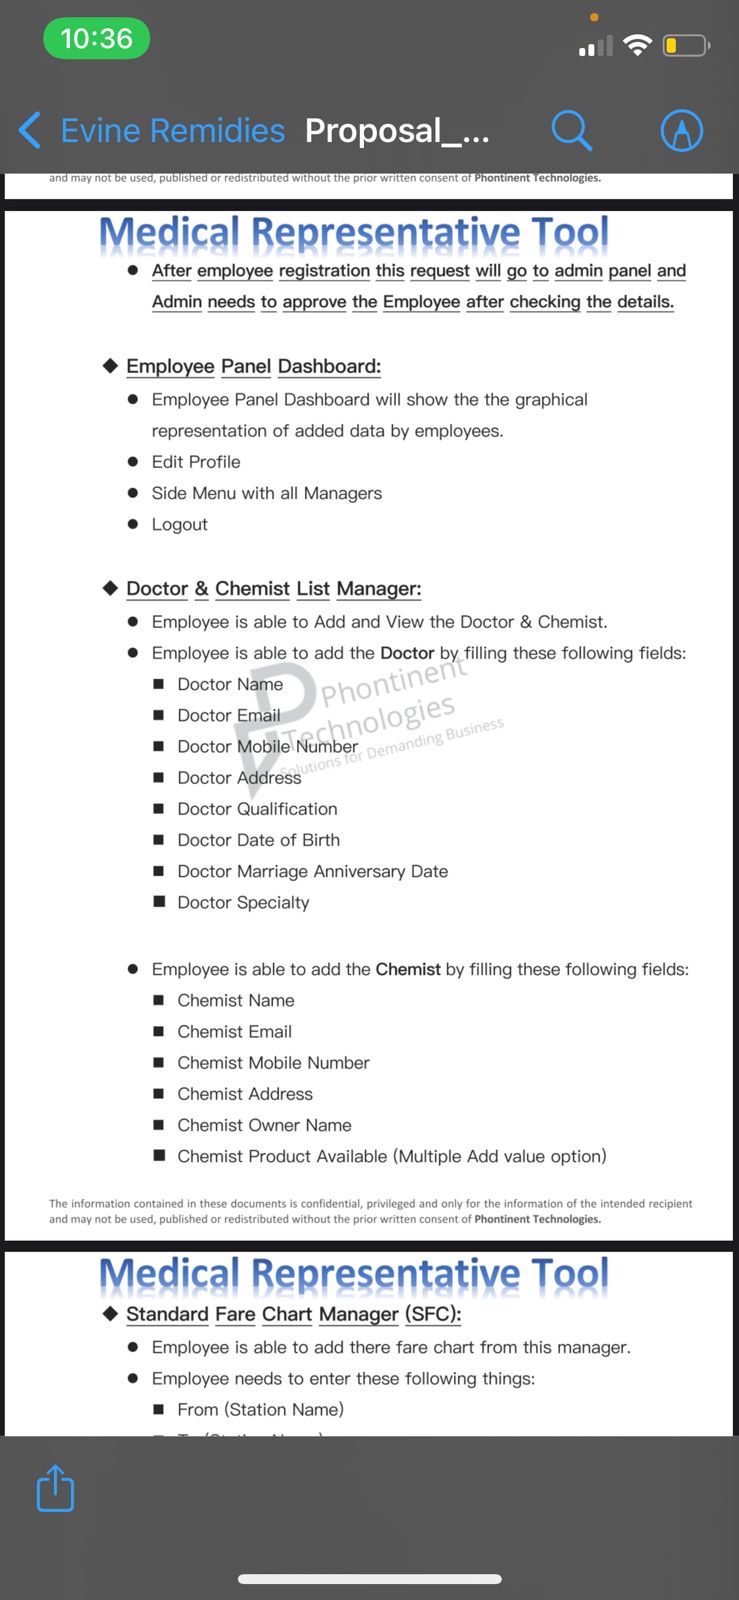 10:36
Evine Remidies Proposal_...
and may not be used, published or redistributed without the prior written consent of Phontinent Technologies.
Medical Representative Tool
● After employee registration this request will go to admin panel and
Admin needs to approve the Employee after checking the details.
◆ Employee Panel Dashboard:
● Employee Panel Dashboard will show the the graphical
representation of added data by employees.
● Edit Profile
● Side Menu with all Managers
● Logout
◆ Doctor & Chemist List Manager:
● Employee is able to Add and View the Doctor & Chemist.
● Employee is able to add the Doctor by filling these following fields:
■ Doctor Name
■ Doctor Email
■ Doctor Mobile Number
■ Doctor Address
■ Doctor Qualification
■ Doctor Date of Birth
■ Doctor Marriage Anniversary Date
■ Doctor Specialty
Phontinent
Technologies
Solutions for Demanding Business
● Employee is able to add the Chemist by filling these following fields:
■ Chemist Name
■ Chemist Email
■ Chemist Mobile Number
■ Chemist Address
■ Chemist Owner Name
■ Chemist Product Available (Multiple Add value option)
The information contained in these documents is confidential, privileged and only for the information of the intended recipient
and may not be used, published or redistributed without the prior written consent of Phontinent Technologies.
Medical Representative Tool
◆ Standard Fare Chart Manager (SFC):
● Employee is able to add there fare chart from this manager.
● Employee needs to enter these following things:
■ From (Station Name)